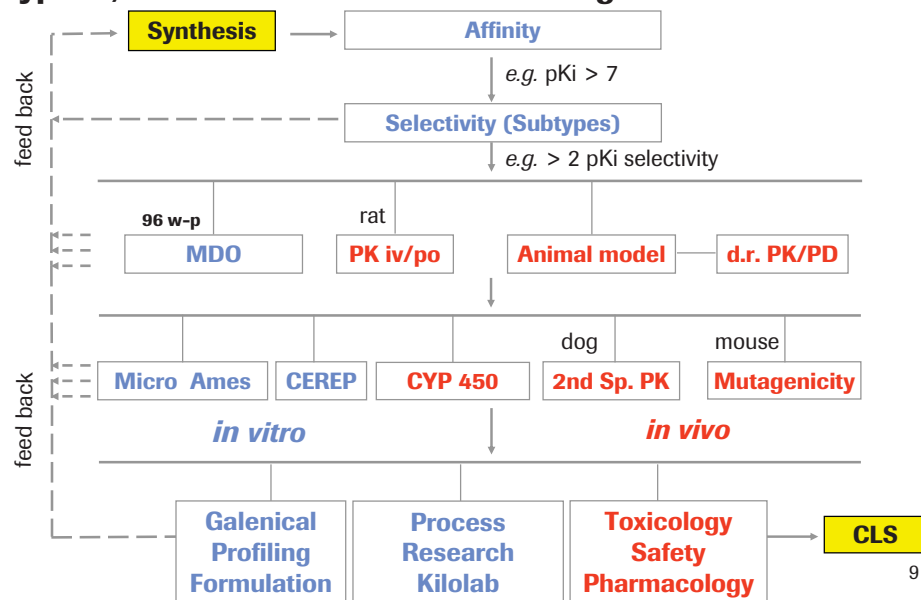 Synthesis
Affinity
e.g. pKi > 7
feed back
Selectivity (Subtypes)
e.g. > 2 pKi selectivity
96 w-p
rat
MDO
PK iv/po
Animal model
d.r. PK/PD
dog
mouse
Micro Ames
CEREP
CYP 450
2nd Sp. PK
Mutagenicity
feed back
in vitro
in vivo
Galenical
Profiling
Formulation
Process
Research
Kilolab
Toxicology
Safety
Pharmacology
CLS
9